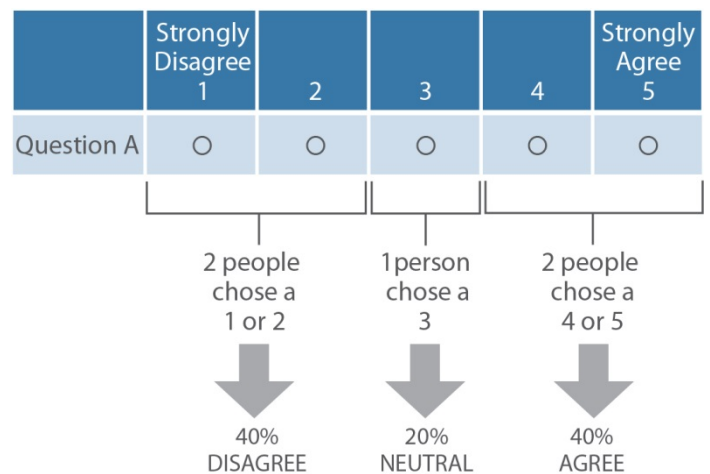 Strongly
Disagree
1
2
3
4
Strongly
Agree
5
Question A
2 people
chose a
1 or 2
1person
chose a
3
2 people
chose a
4 or 5
40%
DISAGREE
20%
NEUTRAL
40%
AGREE